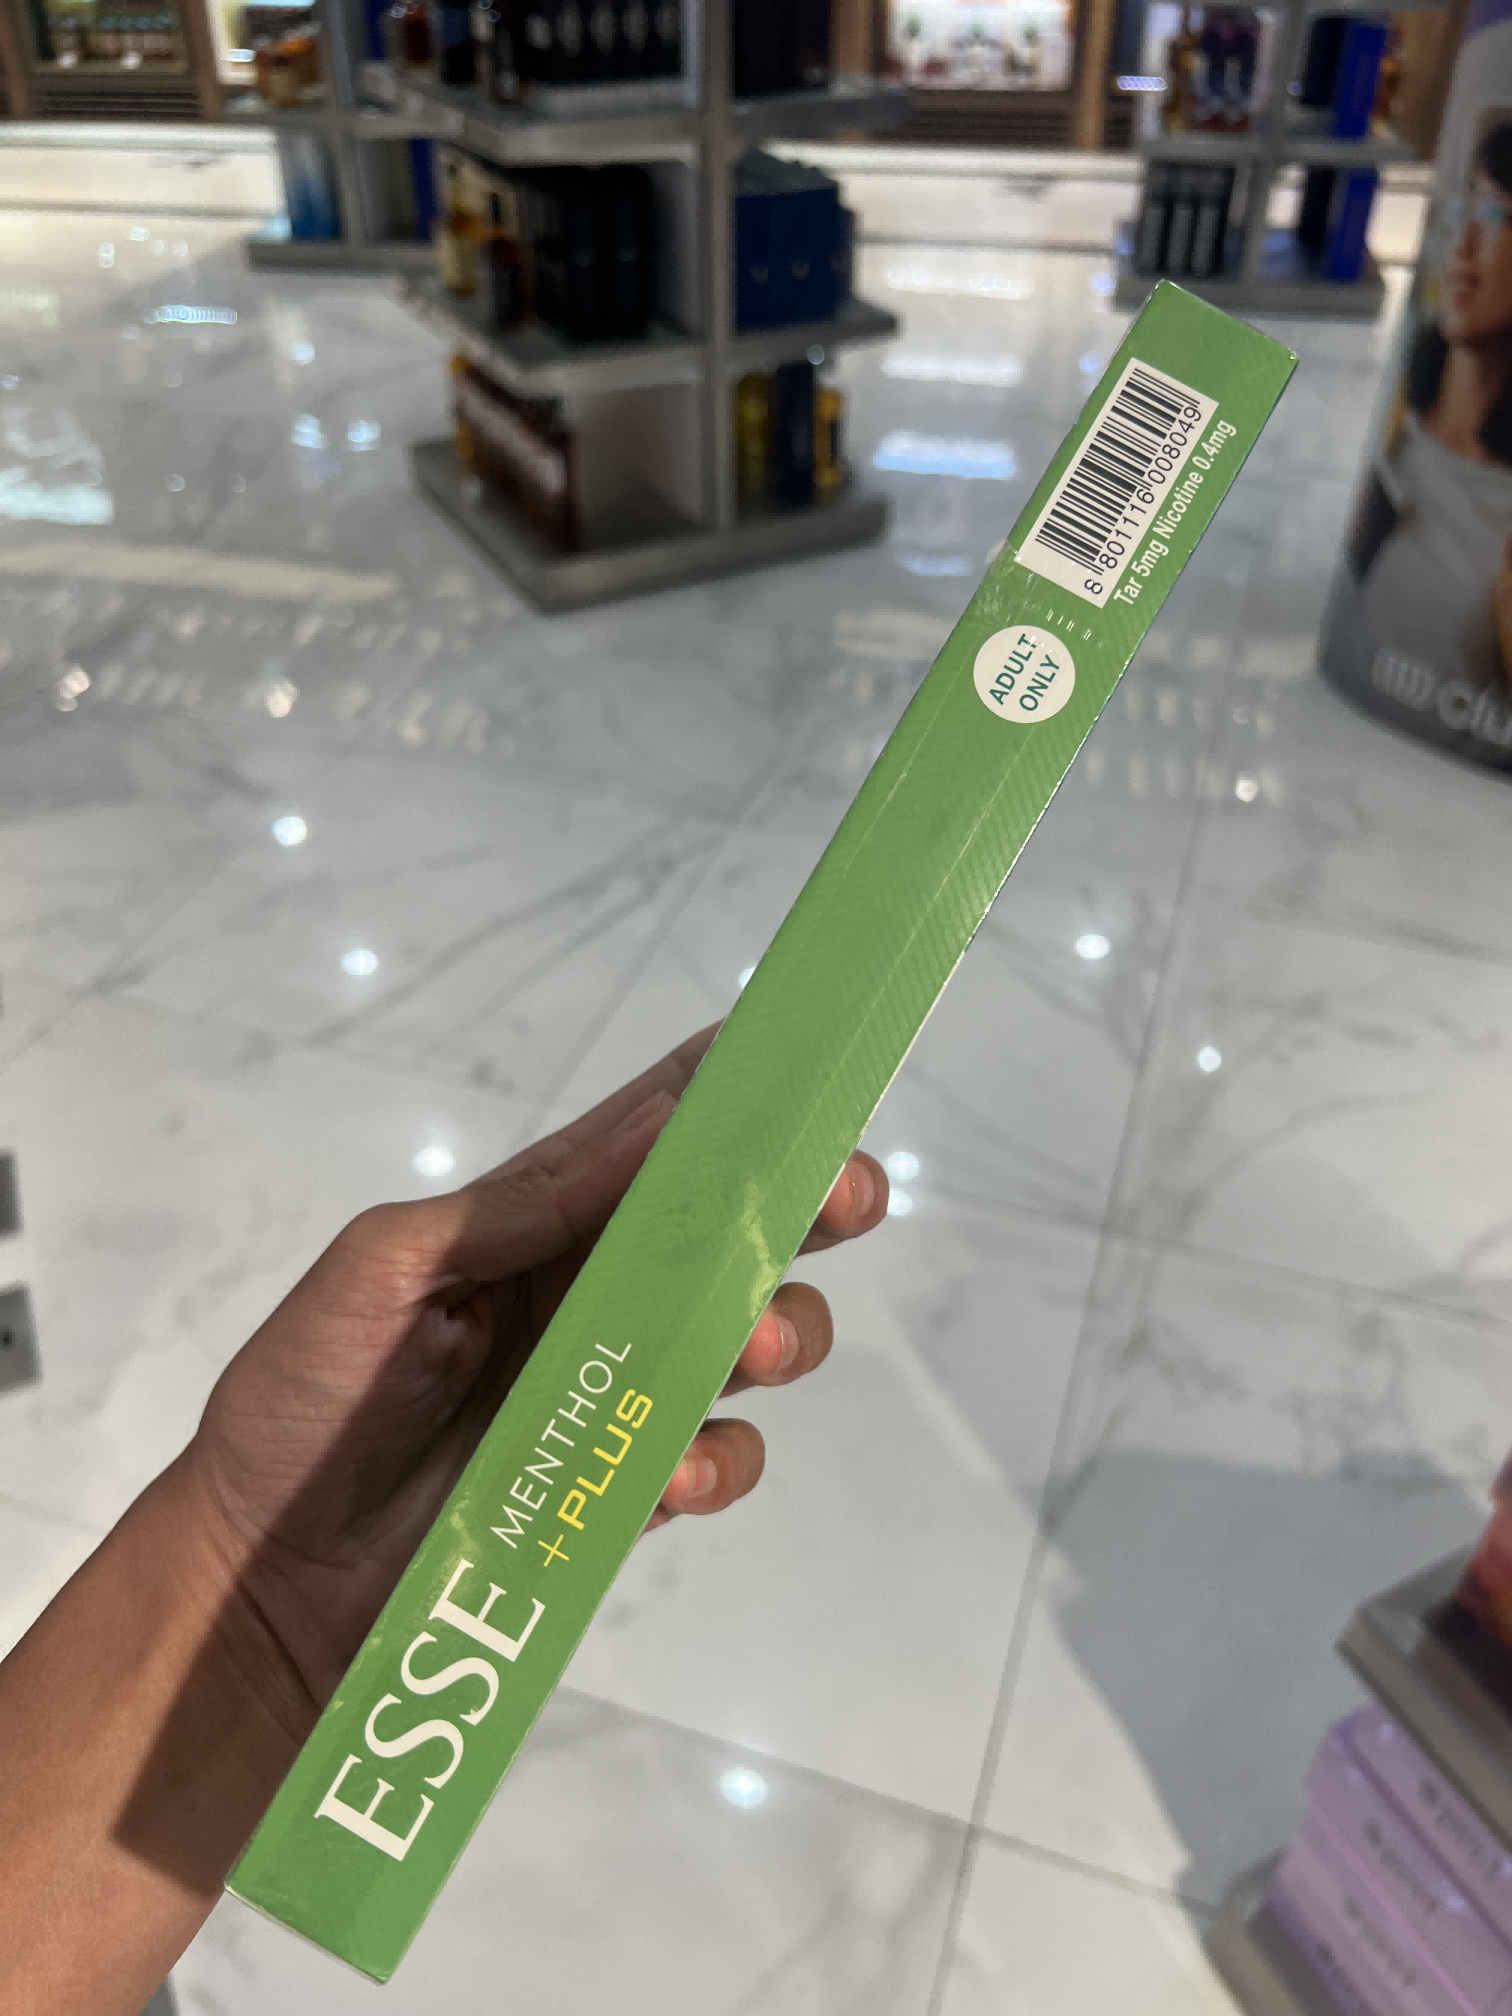 ESSE MENTHOL
+PLUS
ADULT
ONLY
8 801116 008049
Tar 5mg Nicotine 0.4mg